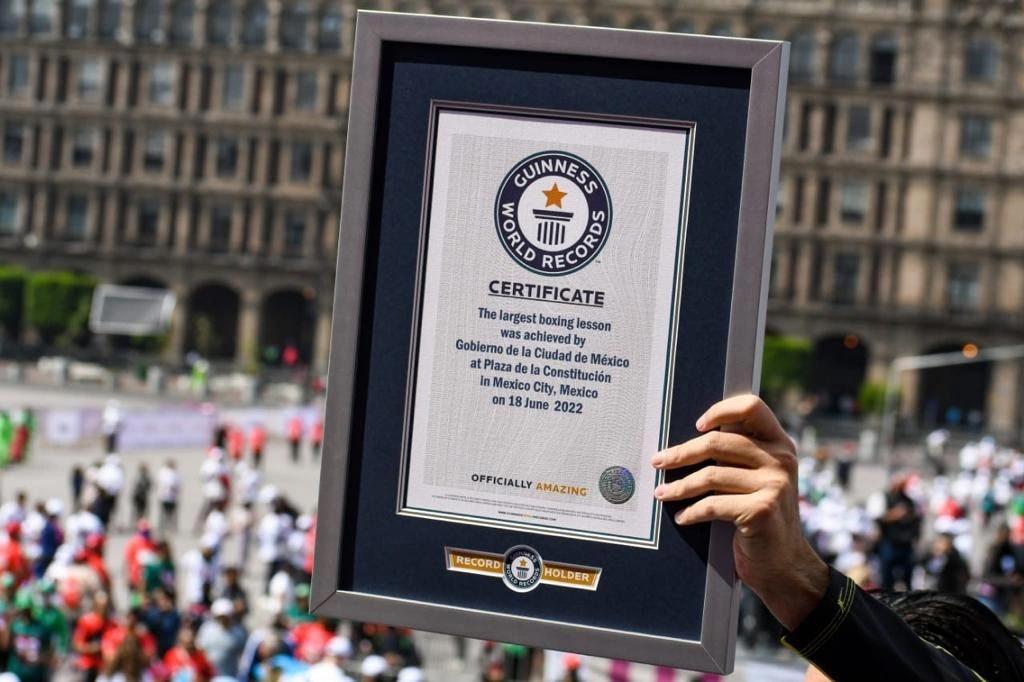 GUINNESS WORLD RECORDS
CERTIFICATE
The largest boxing lesson
was achieved by
Gobierno de la Ciudad de México
at Plaza de la Constitución
in Mexico City, Mexico
on 18 June 2022
OFFICIALLY AMAZING
RECORD HOLDER